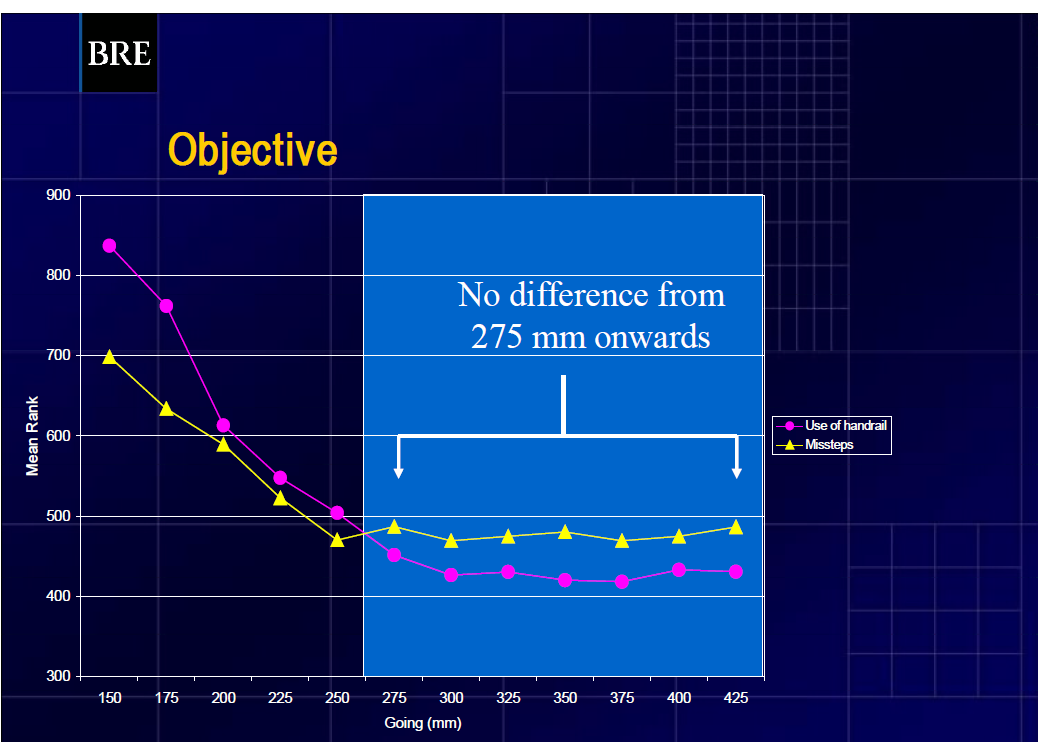 BRE
Objective
900
800
700
600
500
400
300
Mean Rank
No difference from
275 mm onwards
150 175 200 225 250 275 300 325 350 375 400 425
Going (mm)
Use of handrail
Missteps